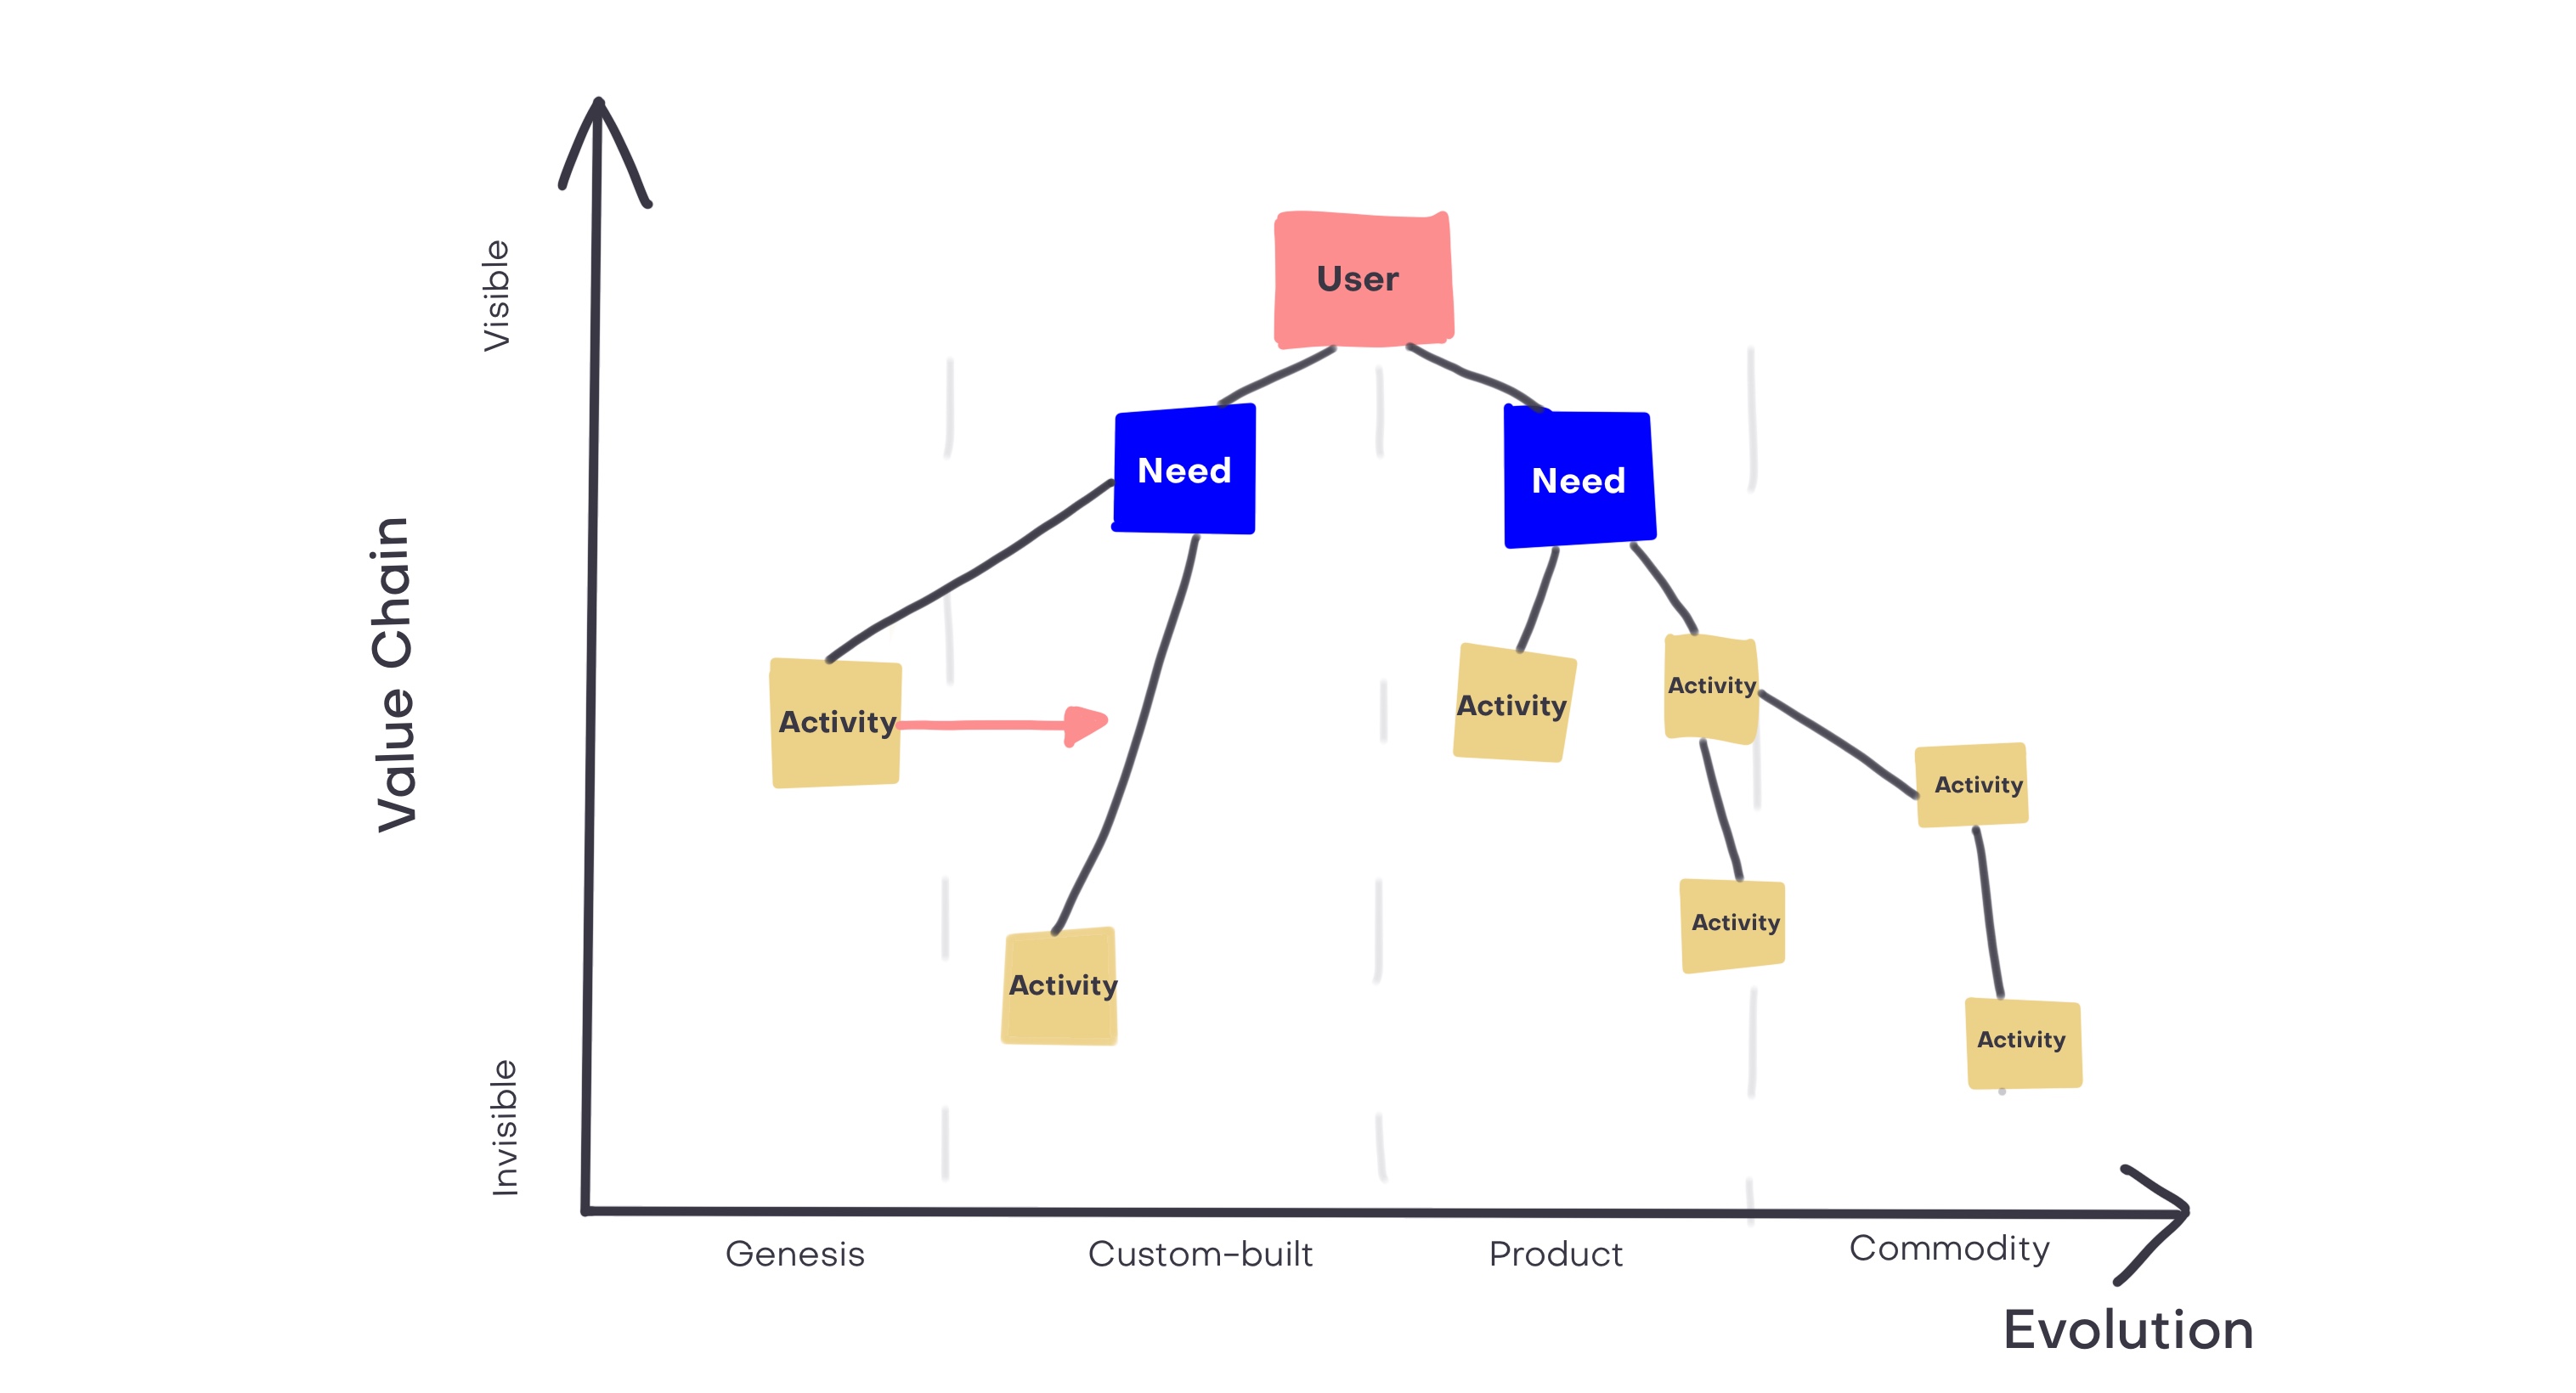 Visible
User
Need
Need
Value Chain
Activity
Activity
Activity
Activity
Activity
Activity
Activity
Invisible
Genesis
Custom-built
Product
Commodity
Evolution